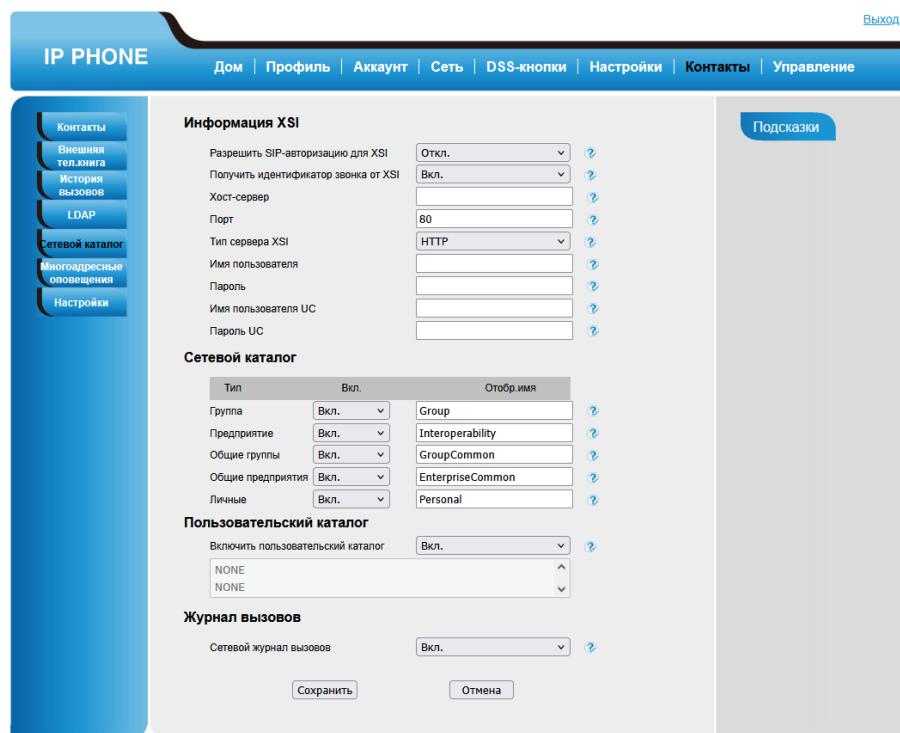 Выход
IP PHONE
Дом | Профиль | Аккаунт | Сеть | DSS-кнопки | Настройки | Контакты | Управление
Контакты
Внешняя
тел.книга
История
вызовов
LDAP
Сетевой каталог
Многоадресные
оповещения
Настройки
Информация XSI
Разрешить SIP-авторизацию для XSI Откл.
Получить идентификатор звонка от XSI Вкл.
Хост-сервер
Порт 80
Тип сервера XSI HTTP
Имя пользователя
Пароль
Имя пользователя UC
Пароль UC
Сетевой каталог
Тип Вкл. Отобр.имя
Группа Вкл. Group
Предприятие Вкл. Interoperability
Общие группы Вкл. GroupCommon
Общие предприятия Вкл. EnterpriseCommon
Личные Вкл. Personal
Пользовательский каталог
Включить пользовательский каталог Вкл.
NONE
NONE
Журнал вызовов
Сетевой журнал вызовов Вкл.
Сохранить Отмена
Подсказки